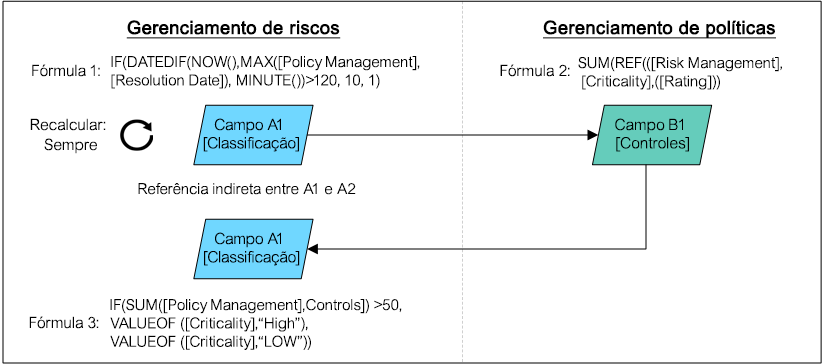 Gerenciamento de riscos
Fórmula 1:
IF(DATEDIF(NOW(),MAX([Policy Management],
[Resolution Date]), MINUTE())>120, 10, 1)
Recalcular:
Sempre
Campo A1
[Classificação]
Referência indireta entre A1 e A2
Campo A1
[Classificação]
Fórmula 3:
IF(SUM([Policy Management],Controls]) >50,
VALUEOF ([Criticality],“High”),
VALUEOF ([Criticality],“LOW”))
Gerenciamento de políticas
Fórmula 2:
SUM(REF(([Risk Management],
[Criticality],([Rating]))
Campo B1
[Controles]